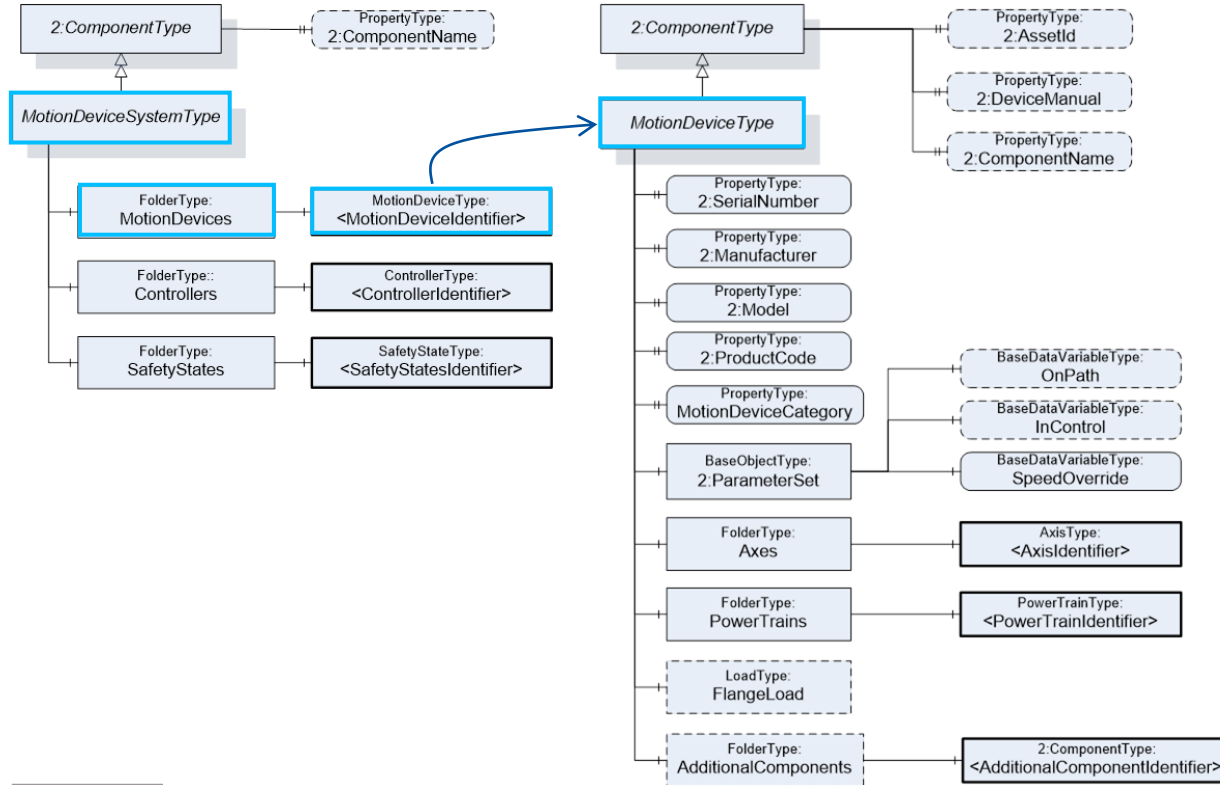 2:ComponentType
PropertyType:
2:ComponentName
MotionDeviceSystemType
FolderType:
MotionDevices
MotionDeviceType:
<MotionDeviceIdentifier>
FolderType::
Controllers
ControllerType:
<ControllerIdentifier>
FolderType:
SafetyStates
SafetyStateType:
<SafetyStatesIdentifier>
2:ComponentType
PropertyType:
2:AssetId
PropertyType:
2:DeviceManual
PropertyType:
2:ComponentName
MotionDeviceType
PropertyType:
2:SerialNumber
PropertyType:
2:Manufacturer
PropertyType:
2:Model
PropertyType:
2:ProductCode
PropertyType:
MotionDeviceCategory
BaseObjectType:
2:ParameterSet
BaseDataVariableType:
OnPath
BaseDataVariableType:
InControl
BaseDataVariableType:
SpeedOverride
FolderType:
Axes
AxisType:
<AxisIdentifier>
FolderType:
PowerTrains
PowerTrainType:
<PowerTrainIdentifier>
LoadType:
FlangeLoad
FolderType:
AdditionalComponents
2:ComponentType:
<AdditionalComponentIdentifier>